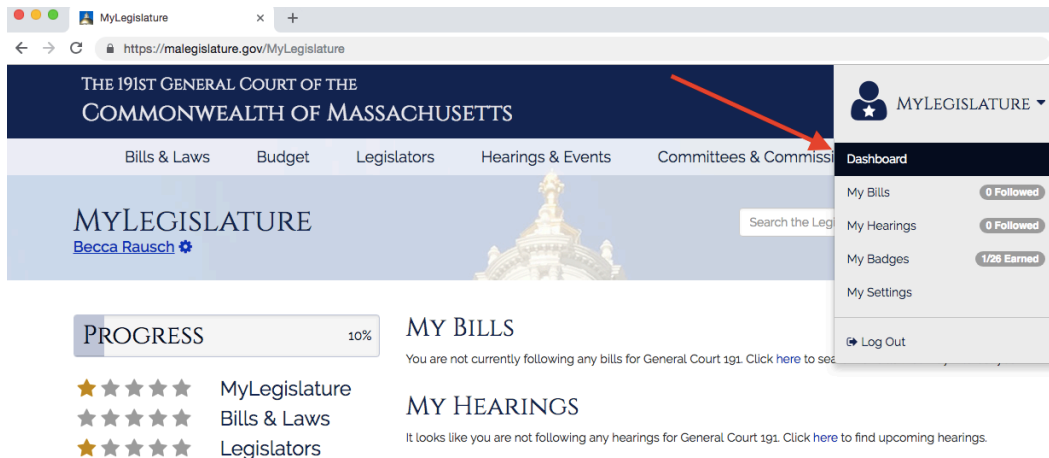 MyLegislature
https://malegislature.gov/MyLegislature
THE 191ST GENERAL COURT OF THE
COMMONWEALTH OF MASSACHUSETTS
MYLEGISLATURE
Bills & Laws Budget Legislators Hearings & Events Committees & Commissi
Dashboard
My Bills 0 Followed
My Hearings 0 Followed
My Badges 1/26 Earned
My Settings
Log Out
MYLEGISLATURE
Becca Rausch
Search the Legi
PROGRESS 10%
MyLegislature
Bills & Laws
Legislators
MY BILLS
You are not currently following any bills for General Court 191. Click here to sea
MY HEARINGS
It looks like you are not following any hearings for General Court 191. Click here to find upcoming hearings.